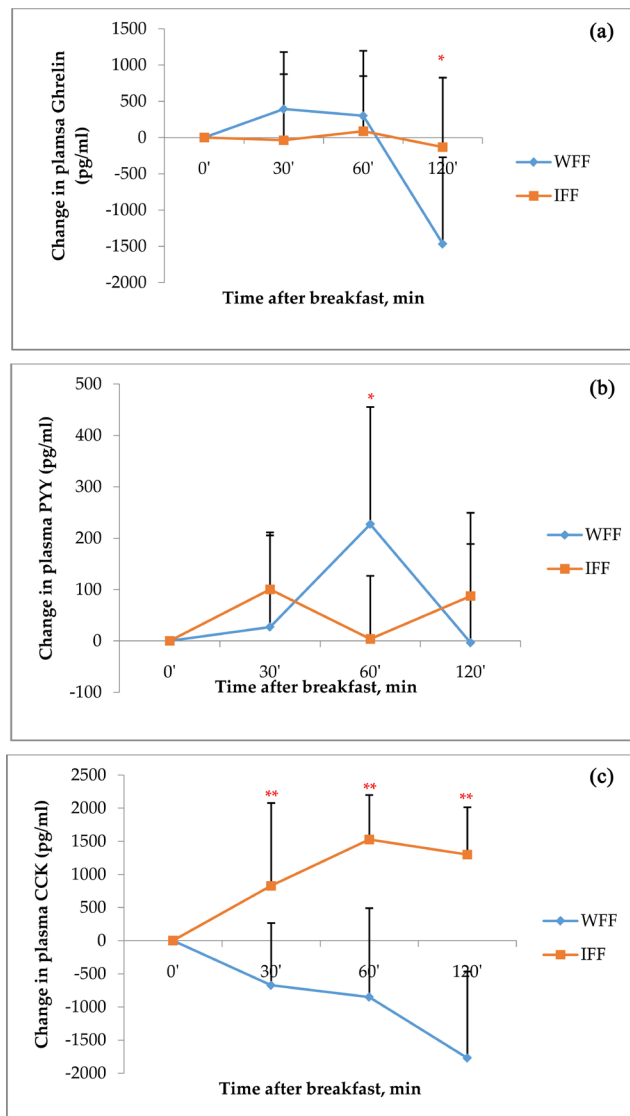 (a)
Change in plamsa Ghrelin
(pg/ml)
1500
1000
500
0
-500
-1000
-1500
-2000
*
0'
30'
60'
120'
WFF
IFF
Time after breakfast, min
(b)
Change in plasma PYY (pg/ml)
500
400
300
200
100
0
-100
*
0'
30'
60'
120'
WFF
IFF
Time after breakfast, min
(c)
Change in plasma CCK (pg/ml)
2500
2000
1500
1000
500
0
-500
-1000
-1500
-2000
**
**
**
0'
30'
60'
120'
WFF
IFF
Time after breakfast, min